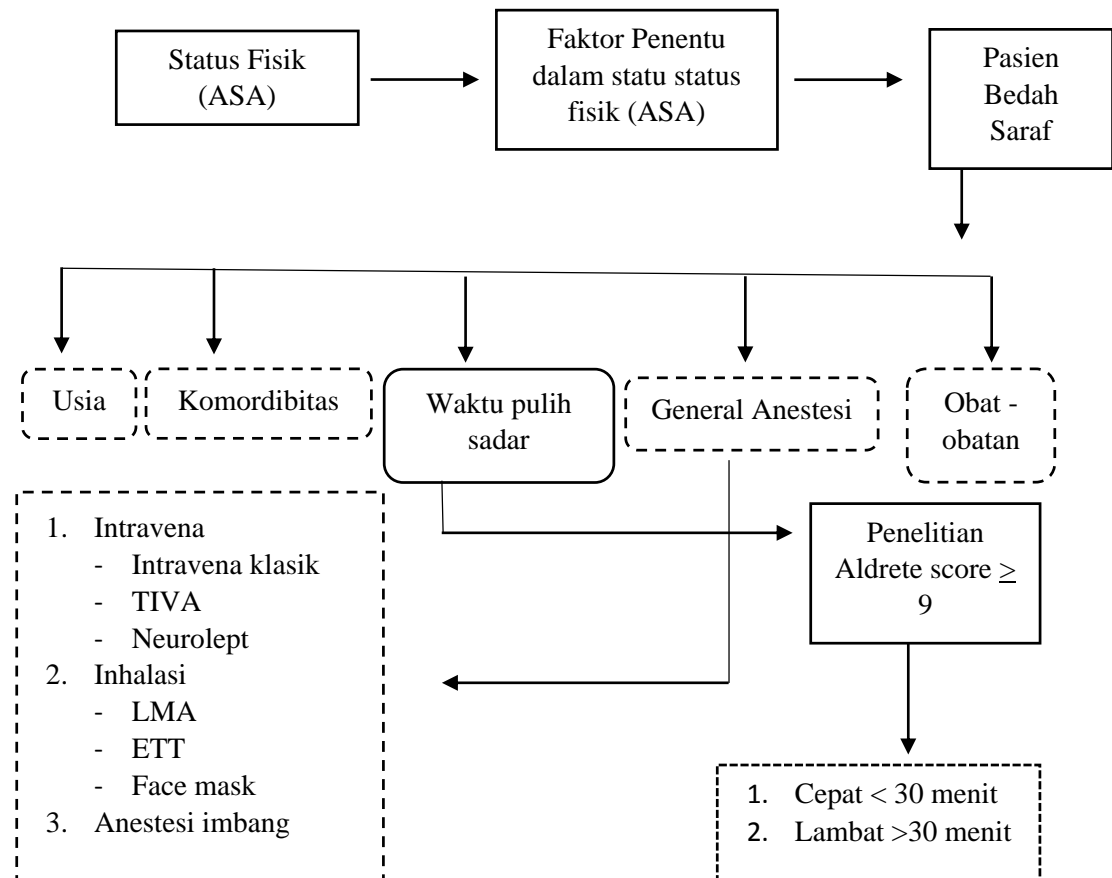 Status Fisik
(ASA)
Faktor Penentu
dalam statu status
fisik (ASA)
Pasien
Bedah
Saraf
Usia
Komordibitas
Waktu pulih
sadar
General Anestesi
Obat -
obatan
1. Intravena
- Intravena klasik
- TIVA
- Neurolept
2. Inhalasi
- LMA
- ETT
- Face mask
3. Anestesi imbang
Penelitian
Aldrete score ≥
9
1. Cepat < 30 menit
2. Lambat >30 menit